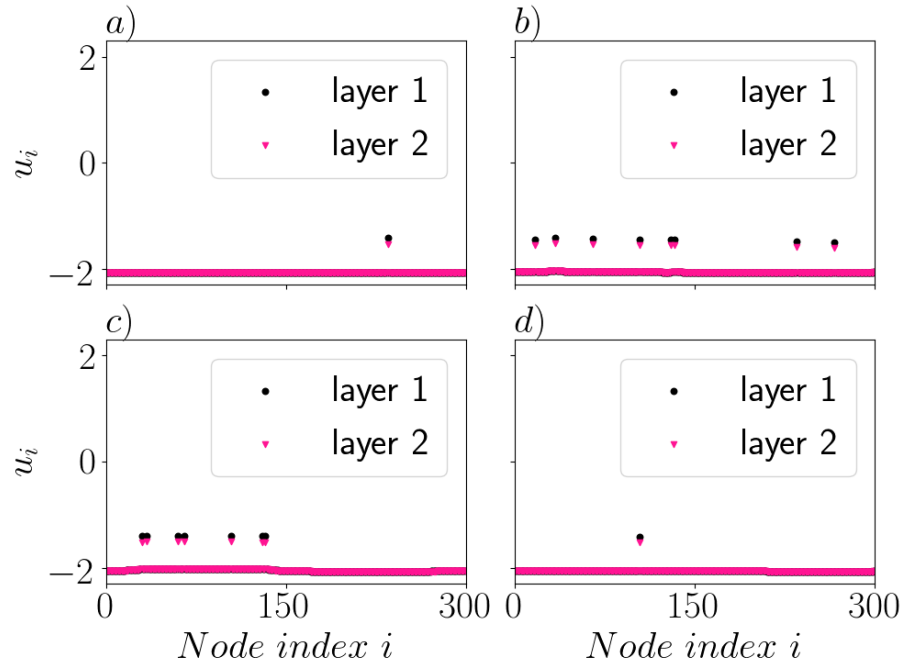 a)
b)
2
0
−2
u_i
layer 1
layer 2
layer 1
layer 2
c)
d)
2
0
−2
u_i
layer 1
layer 2
layer 1
layer 2
0 150 300
0 150 300
Node index i
Node index i